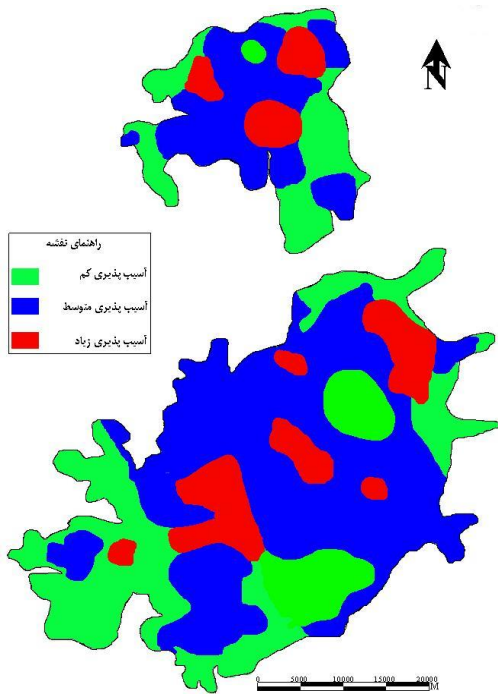 N
راهنمای نقشه
آسیب پذیری کم
آسیب پذیری متوسط
آسیب پذیری زیاد
0 5000 10000 15000 20000
M